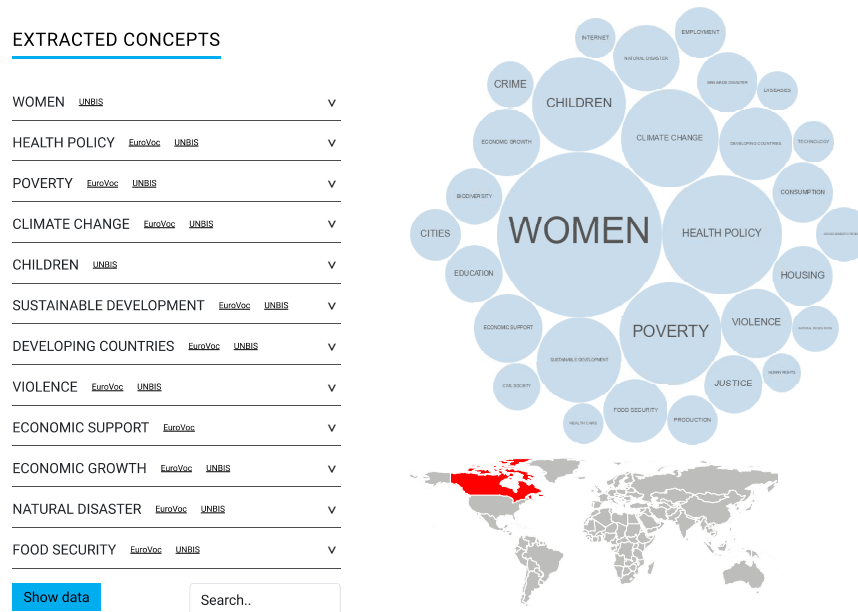 EXTRACTED CONCEPTS
WOMEN UNBIS v
HEALTH POLICY EuroVoc UNBIS v
POVERTY EuroVoc UNBIS v
CLIMATE CHANGE EuroVoc UNBIS v
CHILDREN UNBIS v
SUSTAINABLE DEVELOPMENT EuroVoc UNBIS v
DEVELOPING COUNTRIES EuroVoc UNBIS v
VIOLENCE EuroVoc UNBIS v
ECONOMIC SUPPORT EuroVoc v
ECONOMIC GROWTH EuroVoc UNBIS v
NATURAL DISASTER EuroVoc UNBIS v
FOOD SECURITY EuroVoc UNBIS v
Show data
Search..
EMPLOYMENT
INTERNET
NATURAL DISASTER
CRIME
CHILDREN
CLIMATE CHANGE
DEVELOPING COUNTRIES
TECHNOLOGY
ECONOMIC GROWTH
BIODIVERSITY
CONSUMPTION
WOMEN
HEALTH POLICY
CITIES
EDUCATION
HOUSING
ECONOMIC SUPPORT
POVERTY
VIOLENCE
SUSTAINABLE DEVELOPMENT
HUMAN RIGHTS
JUSTICE
CIVIL SOCIETY
FOOD SECURITY
PRODUCTION
HEALTH CARE